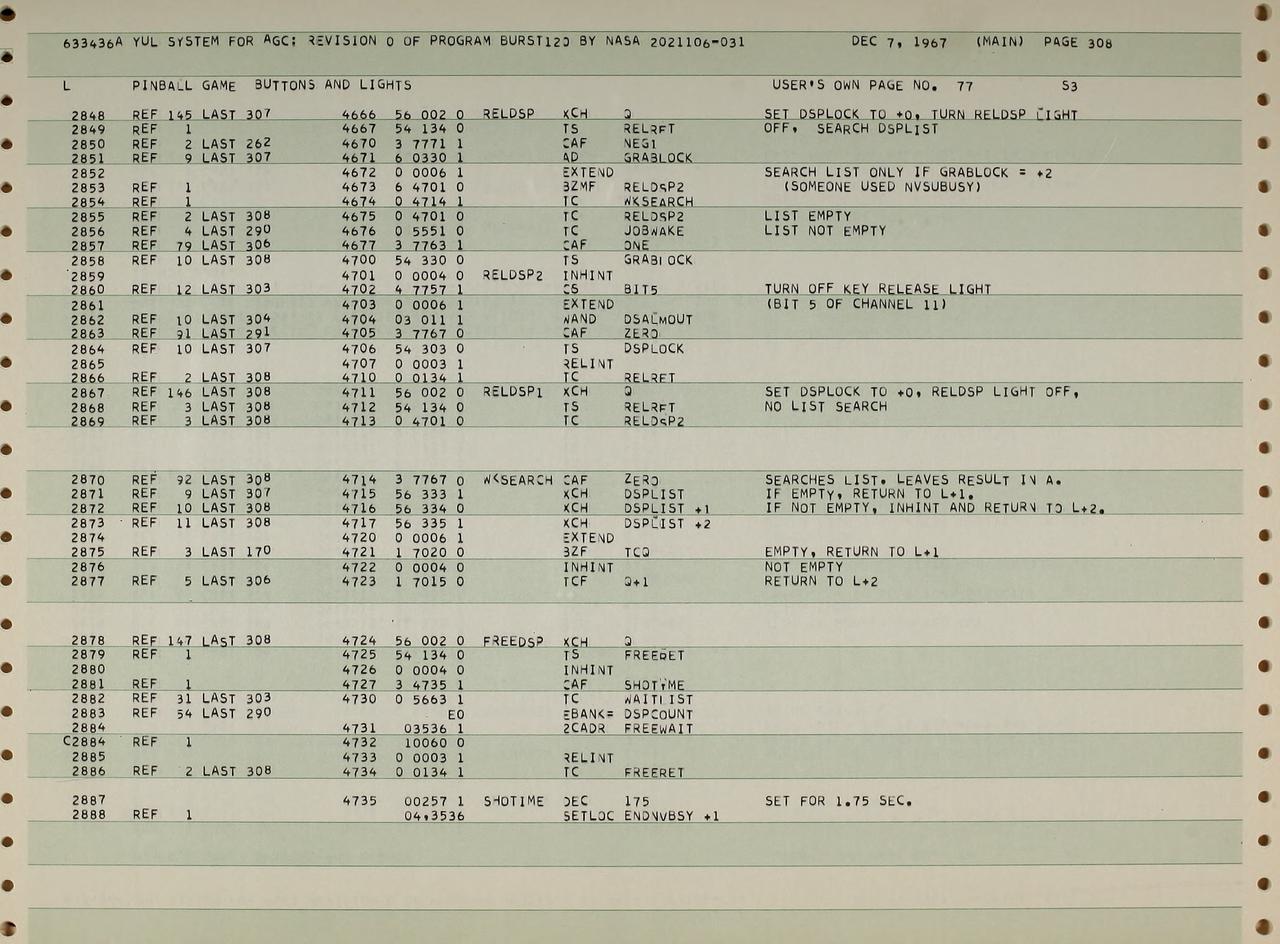 633436A YUL SYSTEM FOR AGC: REVISION 0 OF PROGRAM BURST120 BY NASA 2021106-031 DEC 7, 1967 (MAIN) PAGE 308
L PINBALL GAME BUTTONS AND LIGHTS USER'S OWN PAGE NO. 77 S3
2848 REF 145 LAST 307 4666 56 002 0 RELDSP XCH Q SET DSPLOCK TO +0, TURN RELDSP LIGHT
2849 REF 1 4667 54 134 0 TS RELRET OFF, SEARCH DSPLIST
2850 REF 2 LAST 262 4670 3 7771 1 CAF NEG1
2851 REF 9 LAST 307 4671 6 0330 1 AD GRABLOCK
2852 4672 0 0006 1 EXTEND SEARCH LIST ONLY IF GRABLOCK = +2
2853 REF 1 4673 6 4701 0 BZMF RELDSP2 (SOMEONE USED NVSUBUSY)
2854 REF 1 4674 0 4714 1 TC WKSEARCH
2855 REF 2 LAST 308 4675 0 4701 0 TC RELDSP2 LIST EMPTY
2856 REF 4 LAST 290 4676 0 5551 0 TC JOBWAKE LIST NOT EMPTY
2857 REF 79 LAST 306 4677 3 7763 1 CAF ONE
2858 REF 10 LAST 308 4700 54 330 0 TS GRABLOCK
2859 4701 0 0004 0 RELDSP2 INHINT
2860 REF 12 LAST 303 4702 4 7757 1 CS BIT5 TURN OFF KEY RELEASE LIGHT
2861 4703 0 0006 1 EXTEND (BIT 5 OF CHANNEL 11)
2862 REF 10 LAST 304 4704 03 011 1 WAND DSALMOUT
2863 REF 91 LAST 291 4705 3 7767 0 CAF ZERO
2864 REF 10 LAST 307 4706 54 303 0 TS DSPLOCK
2865 4707 0 0003 1 RELINT
2866 REF 2 LAST 308 4710 0 0134 1 TC RELRET
2867 REF 146 LAST 308 4711 56 002 0 RELDSP1 XCH Q SET DSPLOCK TO +0, RELDSP LIGHT OFF,
2868 REF 3 LAST 308 4712 54 134 0 TS RELRET NO LIST SEARCH
2869 REF 3 LAST 308 4713 0 4701 0 TC RELDSP2
2870 REF 92 LAST 308 4714 3 7767 0 WKSEARCH CAF ZERO SEARCHES LIST. LEAVES RESULT IN A.
2871 REF 9 LAST 307 4715 56 333 1 XCH DSPLIST IF EMPTY, RETURN TO L+1.
2872 REF 10 LAST 308 4716 56 334 0 XCH DSPLIST +1 IF NOT EMPTY, INHINT AND RETURN TO L+2.
2873 REF 11 LAST 308 4717 56 335 1 XCH DSPLIST +2
2874 4720 0 0006 1 EXTEND
2875 REF 3 LAST 170 4721 1 7020 0 BZF TCQ EMPTY, RETURN TO L+1
2876 4722 0 0004 0 INHINT NOT EMPTY
2877 REF 5 LAST 306 4723 1 7015 0 TCF Q+1 RETURN TO L+2
2878 REF 147 LAST 308 4724 56 002 0 FREEDSP XCH Q
2879 REF 1 4725 54 134 0 TS FREERET
2880 4726 0 0004 0 INHINT
2881 REF 1 4727 3 4735 1 CAF SHOTIME
2882 REF 31 LAST 303 4730 0 5663 1 TC WAITLIST
2883 REF 54 LAST 290 E0 EBANK= DSPCOUNT
2884 4731 03536 1 2CADR FREEWAIT
C2884 REF 1 4732 10060 0
2885 4733 0 0003 1 RELINT
2886 REF 2 LAST 308 4734 0 0134 1 TC FREERET
2887 4735 00257 1 SHOTIME DEC 175 SET FOR 1.75 SEC.
2888 REF 1 04,3536 SETLOC ENDNVBSY +1